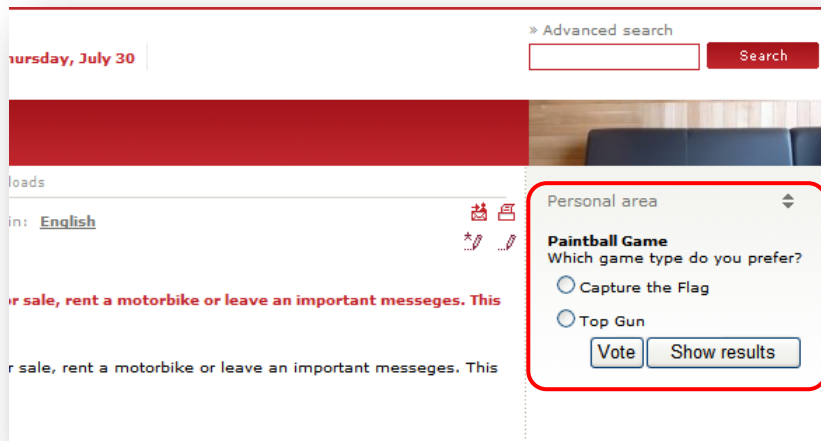 » Advanced search
hursday, July 30
Search
loads
in: English
Personal area
Paintball Game
Which game type do you prefer?
Capture the Flag
Top Gun
Vote Show results
or sale, rent a motorbike or leave an important messeges. This
r sale, rent a motorbike or leave an important messeges. This